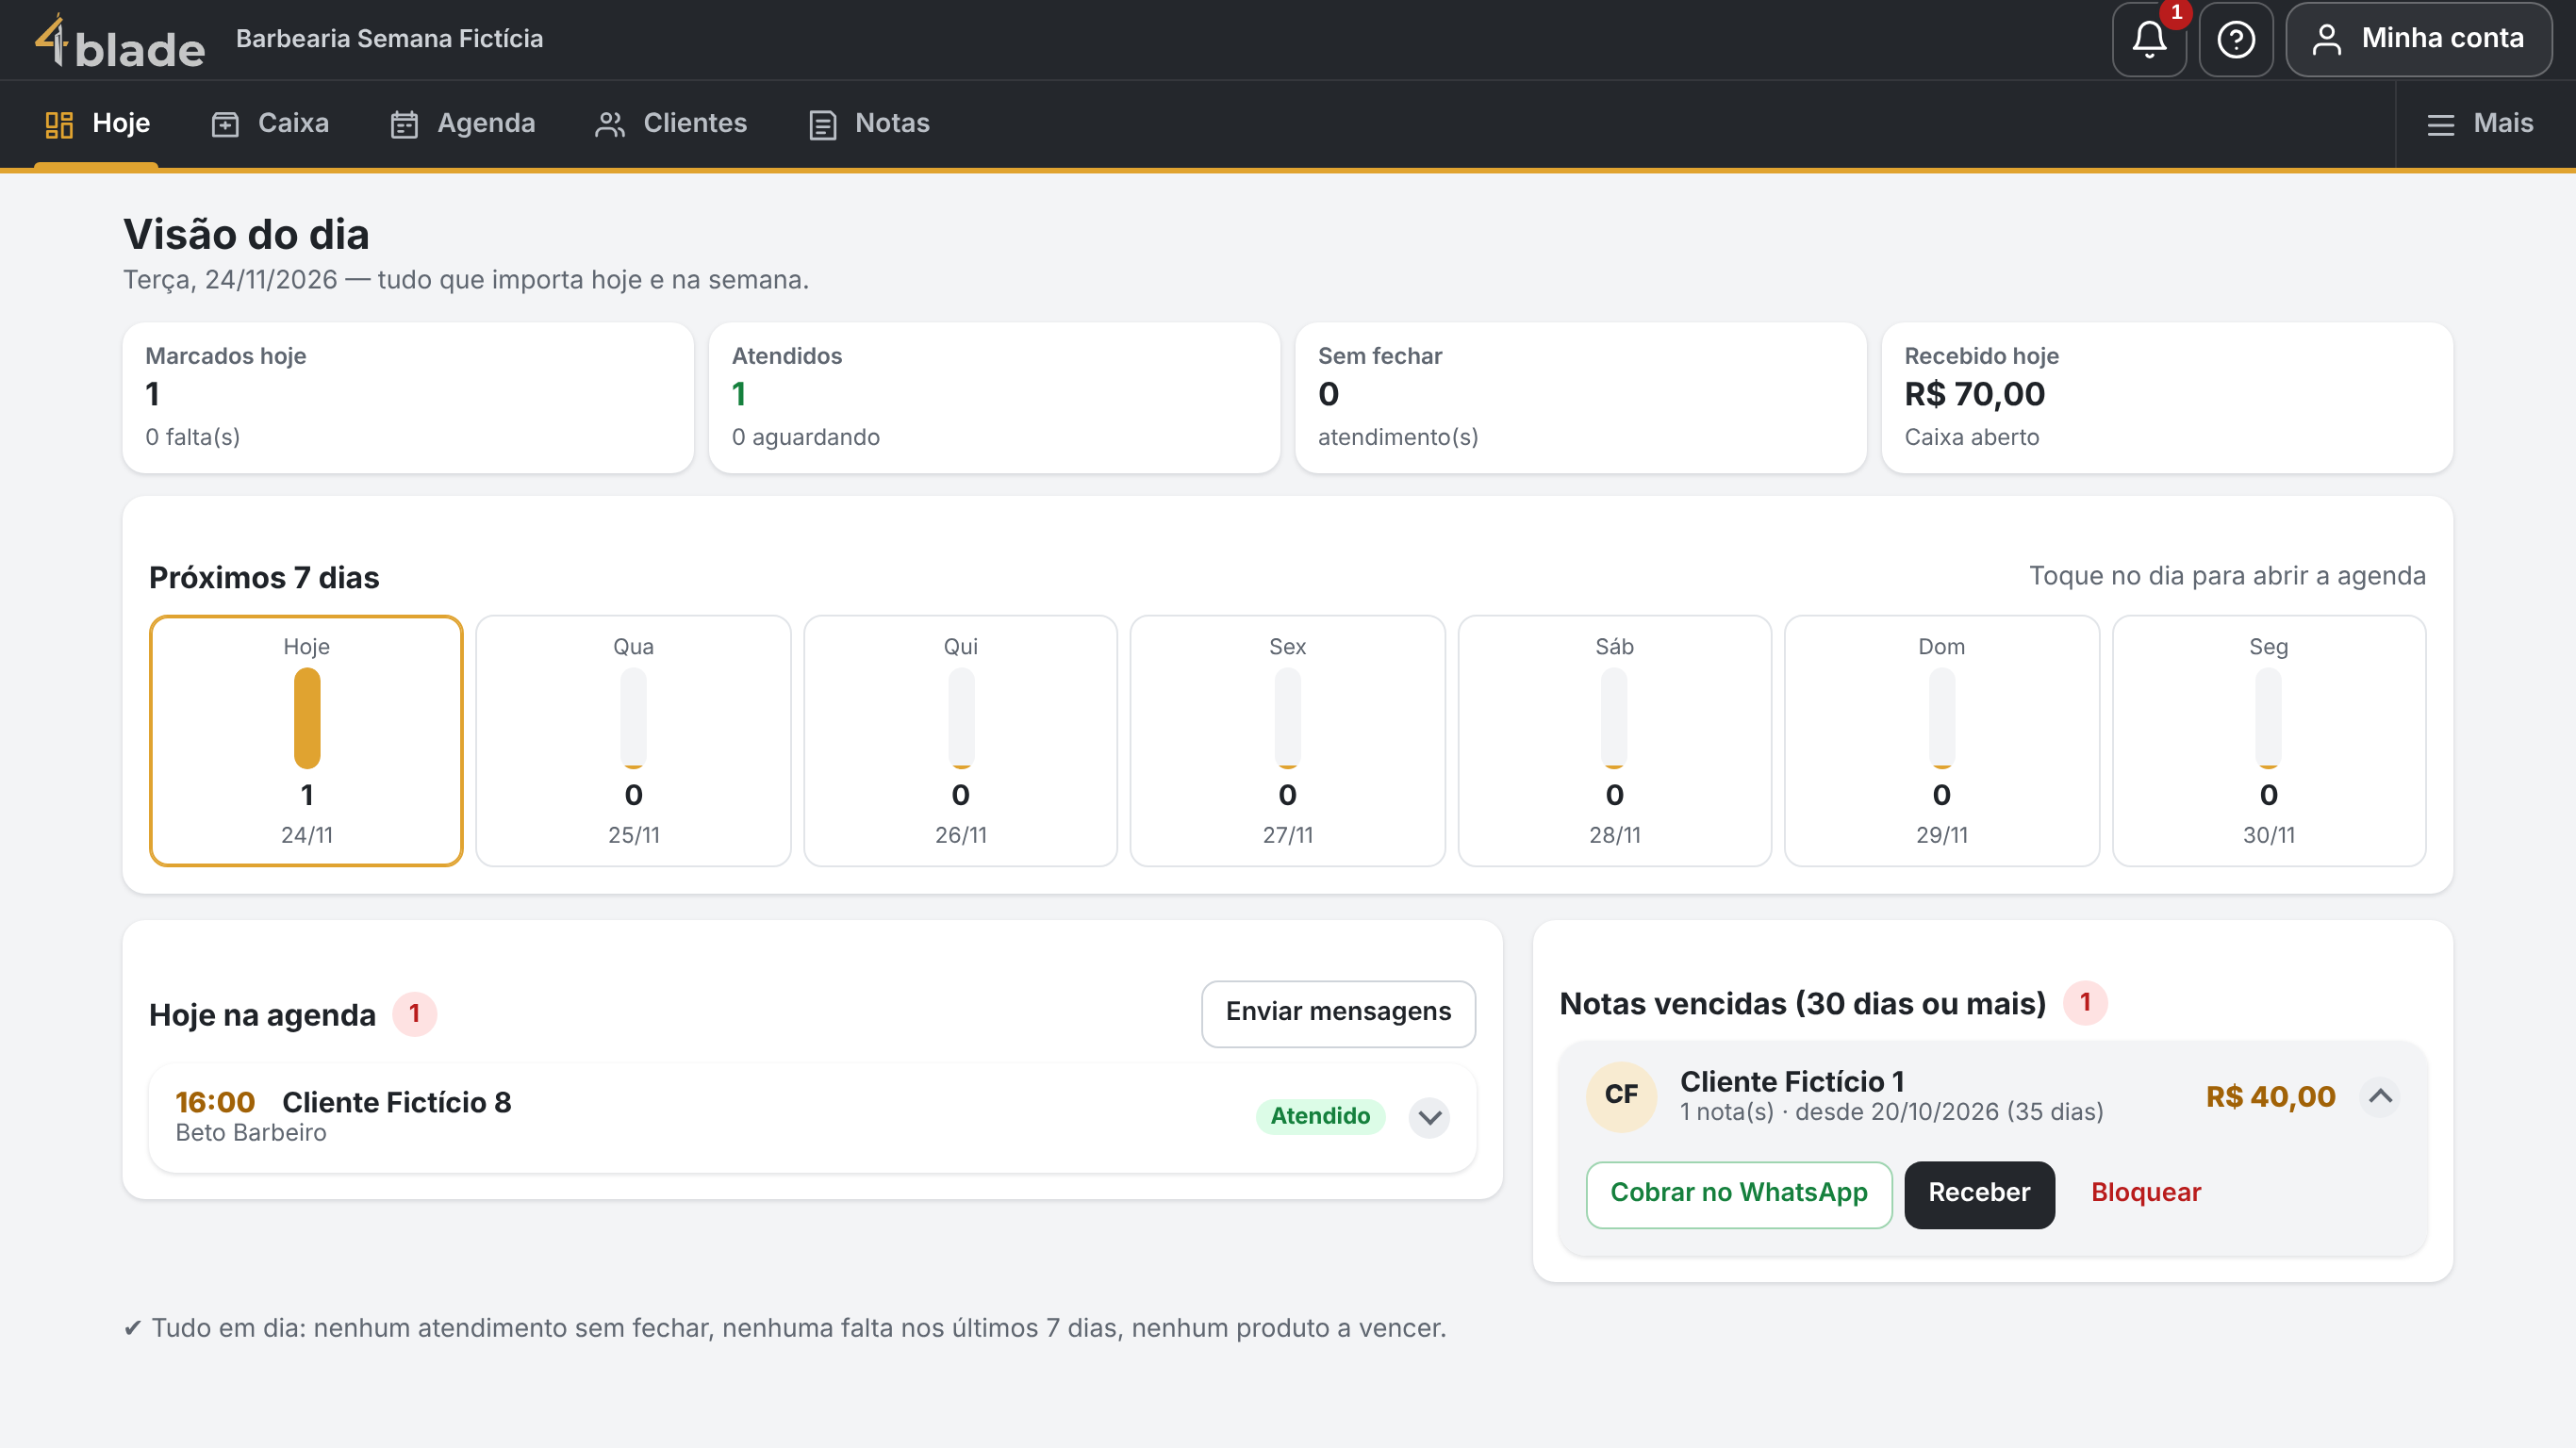 4blade
Barbearia Semana Fictícia
1
Minha conta
Hoje
Caixa
Agenda
Clientes
Notas
Mais
Visão do dia
Terça, 24/11/2026 — tudo que importa hoje e na semana.
Marcados hoje
1
0 falta(s)
Atendidos
1
0 aguardando
Sem fechar
0
atendimento(s)
Recebido hoje
R$ 70,00
Caixa aberto
Próximos 7 dias
Toque no dia para abrir a agenda
Hoje
1
24/11
Qua
0
25/11
Qui
0
26/11
Sex
0
27/11
Sáb
0
28/11
Dom
0
29/11
Seg
0
30/11
Hoje na agenda 1
Enviar mensagens
16:00 Cliente Fictício 8
Beto Barbeiro
Atendido
Notas vencidas (30 dias ou mais) 1
CF
Cliente Fictício 1
1 nota(s) · desde 20/10/2026 (35 dias)
R$ 40,00
Cobrar no WhatsApp
Receber
Bloquear
✔ Tudo em dia: nenhum atendimento sem fechar, nenhuma falta nos últimos 7 dias, nenhum produto a vencer.